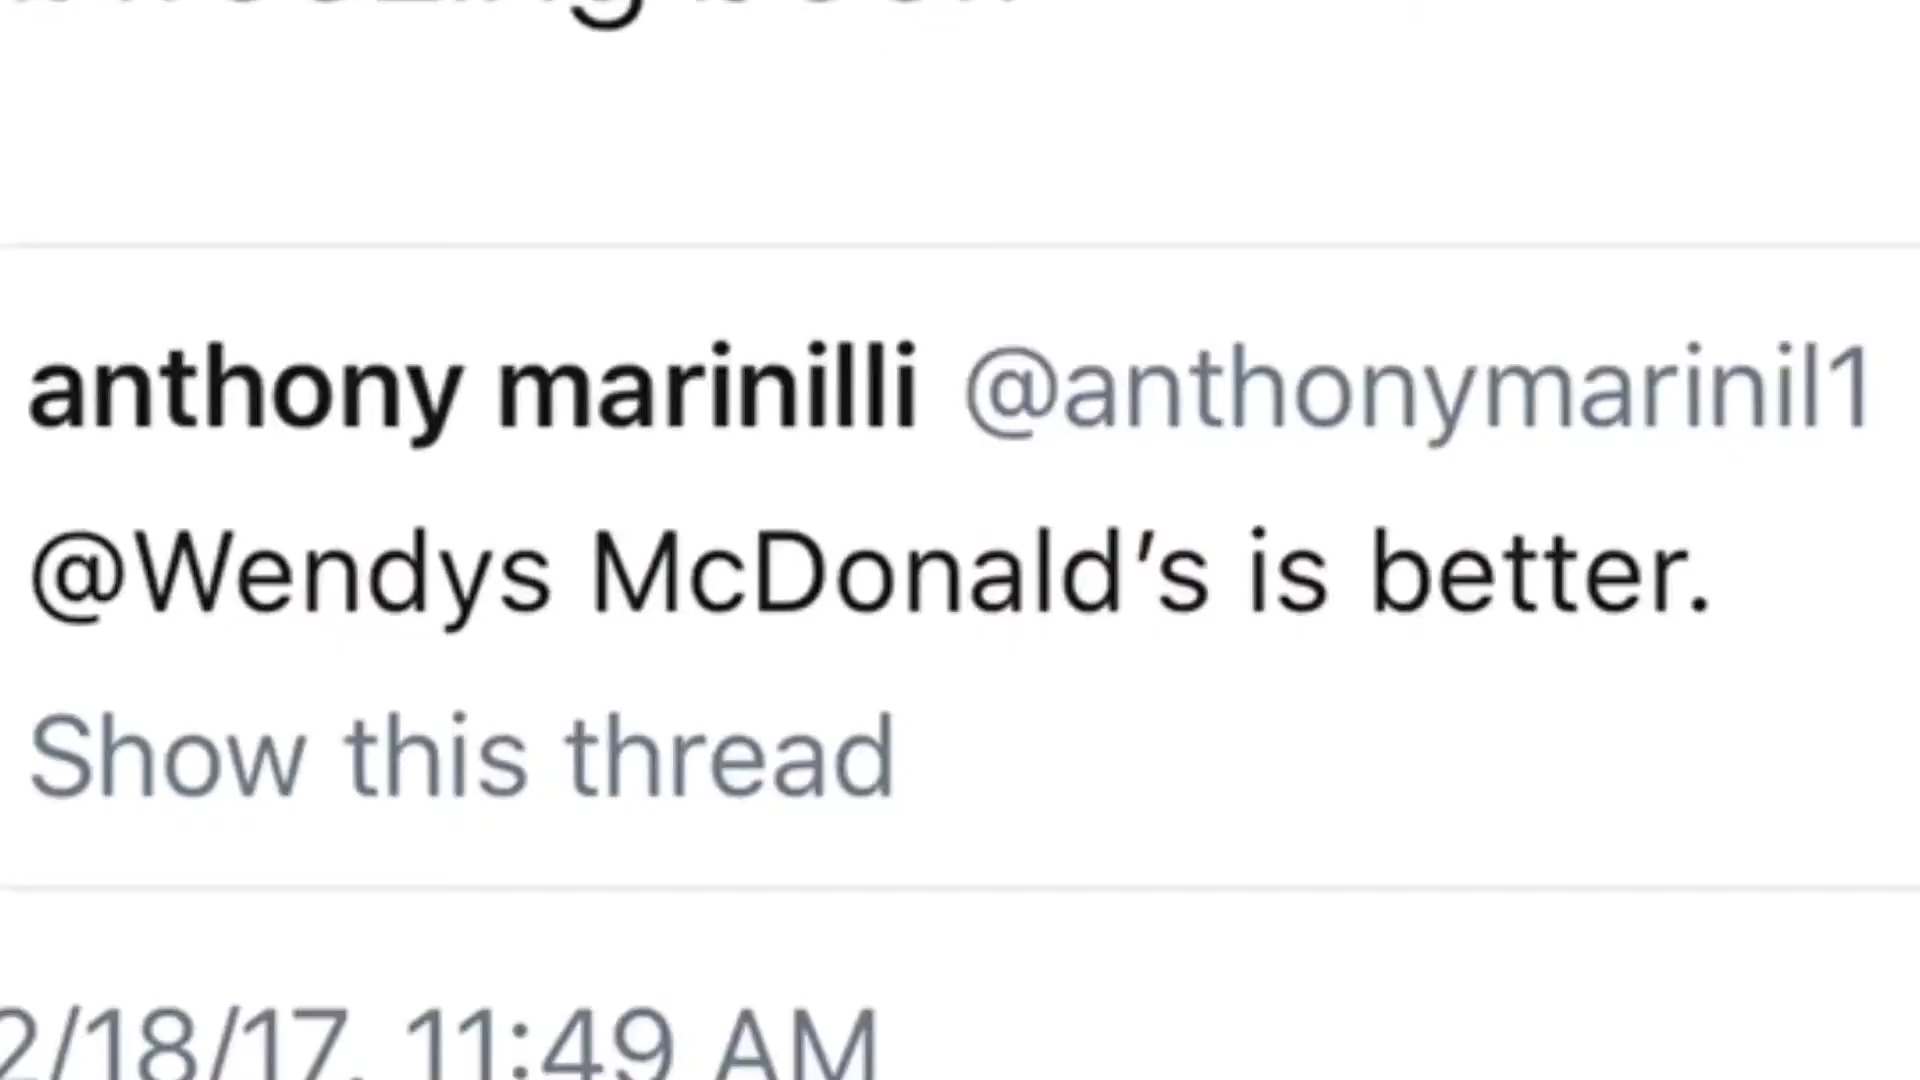 anthony marinilli @anthonymarinil1
@Wendys McDonald's is better.
Show this thread
2/18/17, 11:49 AM